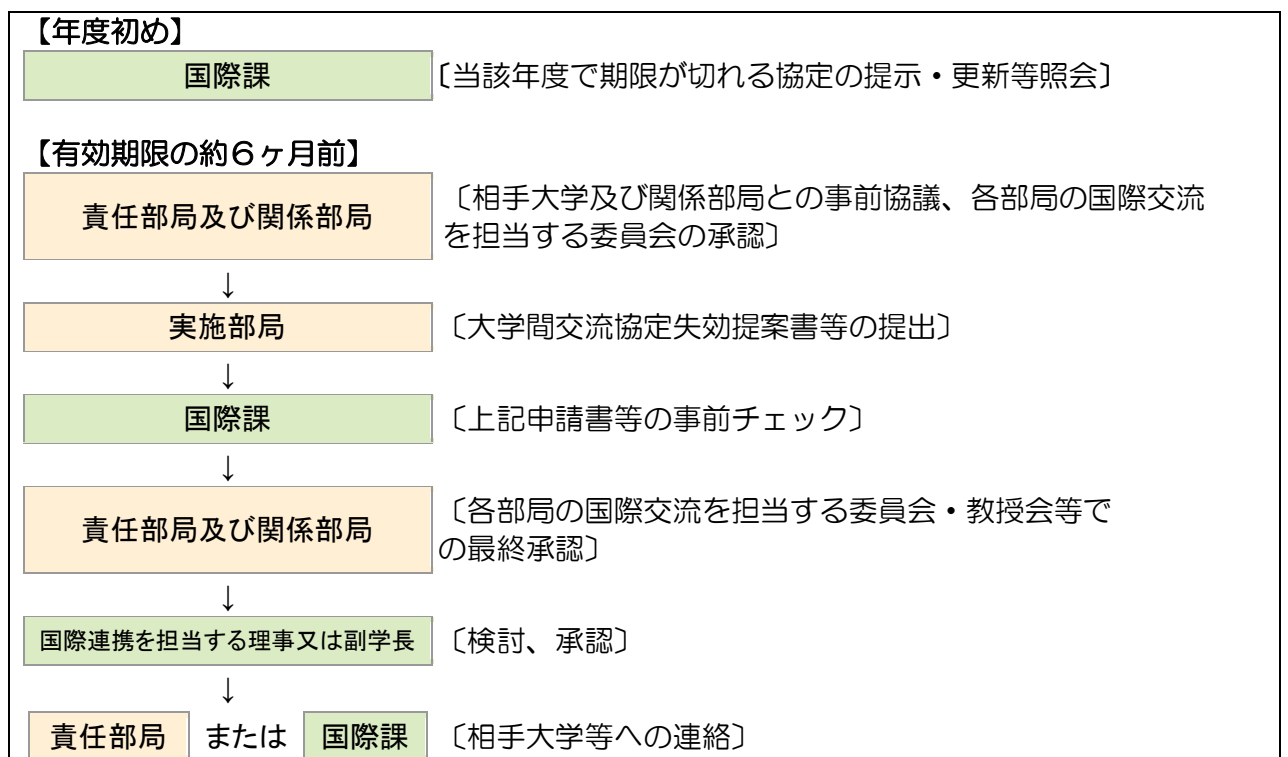 【年度初め】
国際課 〔当該年度で期限が切れる協定の提示・更新等照会〕
【有効期限の約６ヶ月前】
責任部局及び関係部局 〔相手大学及び関係部局との事前協議、各部局の国際交流
を担当する委員会の承認〕
↓
実施部局 〔大学間交流協定失効提案書等の提出〕
↓
国際課 〔上記申請書等の事前チェック〕
↓
責任部局及び関係部局 〔各部局の国際交流を担当する委員会・教授会等で
の最終承認〕
↓
国際連携を担当する理事又は副学長 〔検討、承認〕
↓
責任部局 または 国際課 〔相手大学等への連絡〕